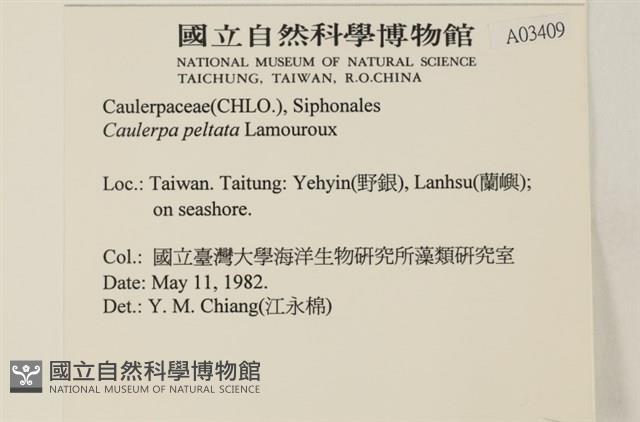 國立自然科學博物館
A03409
NATIONAL MUSEUM OF NATURAL SCIENCE
TAICHUNG, TAIWAN, R.O.CHINA
Caulerpaceae(CHLO.), Siphonales
Caulerpa peltata Lamouroux
Loc.: Taiwan. Taitung: Yehyin(野銀), Lanhsu(蘭嶼);
on seashore.
Col.: 國立臺灣大學海洋生物研究所藻類研究室
Date: May 11, 1982.
Det.: Y. M. Chiang(江永棉)
國立自然科學博物館
NATIONAL MUSEUM OF NATURAL SCIENCE